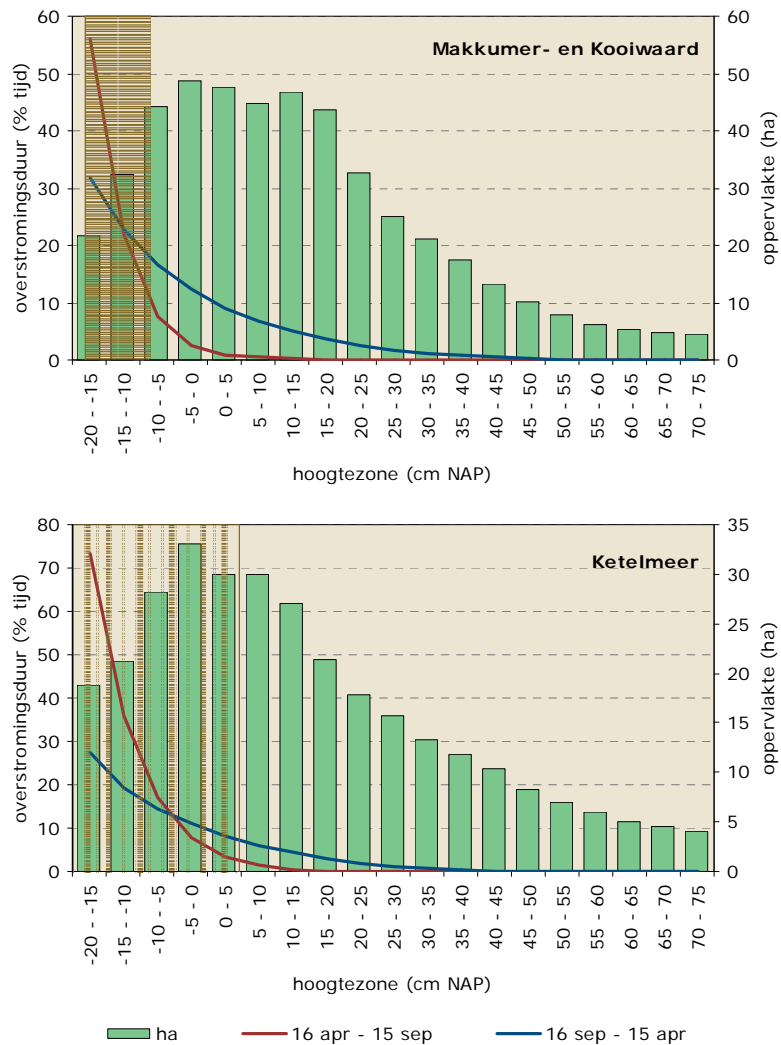 Makkumer- en Kooiwaard
overstromingsduur (% tijd)
60
50
40
30
20
10
0
oppervlakte (ha)
60
50
40
30
20
10
0
-20 - -15
-15 - -10
-10 - -5
-5 - 0
0 - 5
5 - 10
10 - 15
15 - 20
20 - 25
25 - 30
30 - 35
35 - 40
40 - 45
45 - 50
50 - 55
55 - 60
60 - 65
65 - 70
70 - 75
hoogtezone (cm NAP)
Ketelmeer
overstromingsduur (% tijd)
80
70
60
50
40
30
20
10
0
oppervlakte (ha)
35
30
25
20
15
10
5
0
-20 - -15
-15 - -10
-10 - -5
-5 - 0
0 - 5
5 - 10
10 - 15
15 - 20
20 - 25
25 - 30
30 - 35
35 - 40
40 - 45
45 - 50
50 - 55
55 - 60
60 - 65
65 - 70
70 - 75
hoogtezone (cm NAP)
ha
16 apr - 15 sep
16 sep - 15 apr